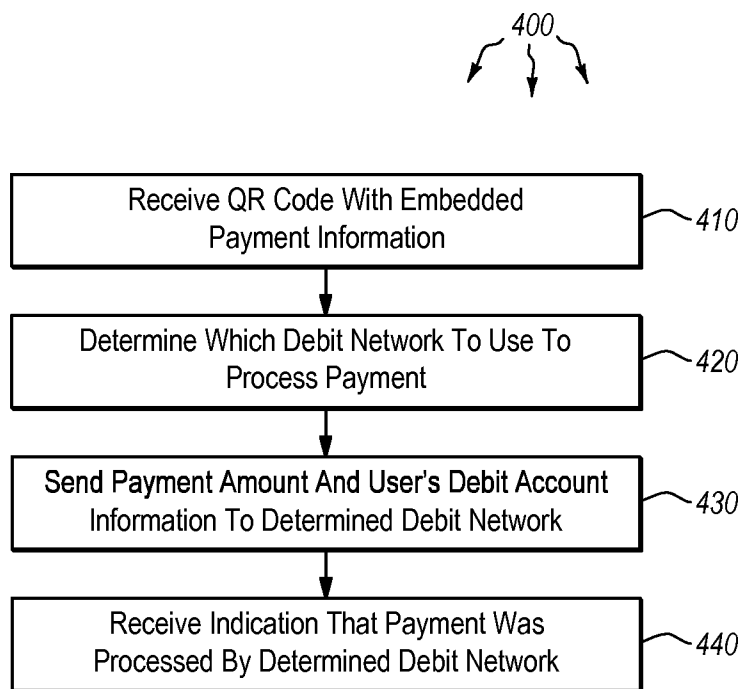 400
Receive QR Code With Embedded
Payment Information
410
Determine Which Debit Network To Use To
Process Payment
420
Send Payment Amount And User's Debit Account
Information To Determined Debit Network
430
Receive Indication That Payment Was
Processed By Determined Debit Network
440